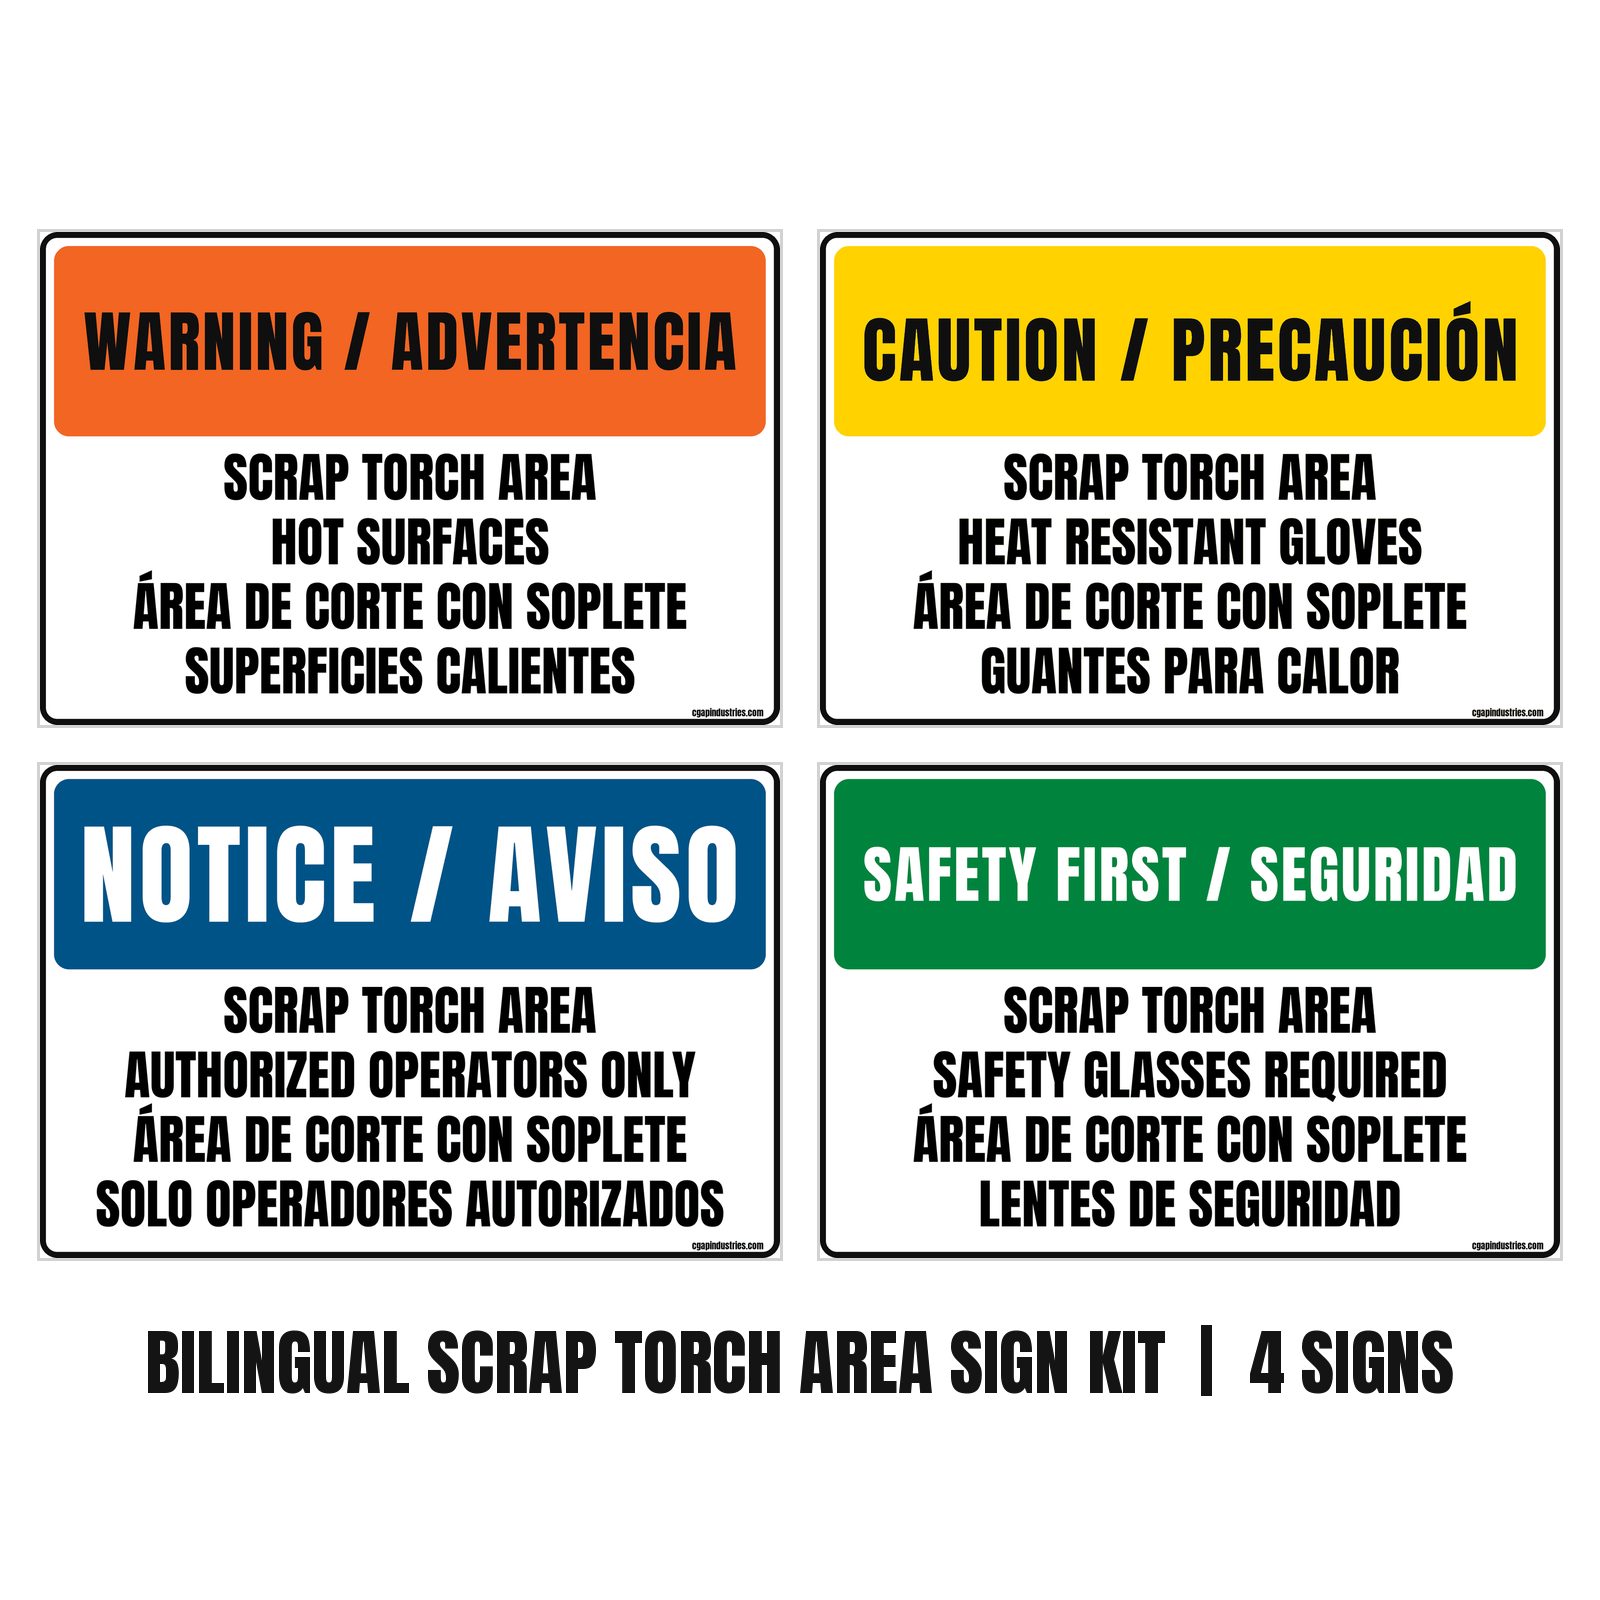 WARNING / ADVERTENCIA
SCRAP TORCH AREA
HOT SURFACES
ÁREA DE CORTE CON SOPLETE
SUPERFICIES CALIENTES
cgapindustries.com
CAUTION / PRECAUCIÓN
SCRAP TORCH AREA
HEAT RESISTANT GLOVES
ÁREA DE CORTE CON SOPLETE
GUANTES PARA CALOR
cgapindustries.com
NOTICE / AVISO
SCRAP TORCH AREA
AUTHORIZED OPERATORS ONLY
ÁREA DE CORTE CON SOPLETE
SOLO OPERADORES AUTORIZADOS
cgapindustries.com
SAFETY FIRST / SEGURIDAD
SCRAP TORCH AREA
SAFETY GLASSES REQUIRED
ÁREA DE CORTE CON SOPLETE
LENTES DE SEGURIDAD
cgapindustries.com
BILINGUAL SCRAP TORCH AREA SIGN KIT | 4 SIGNS